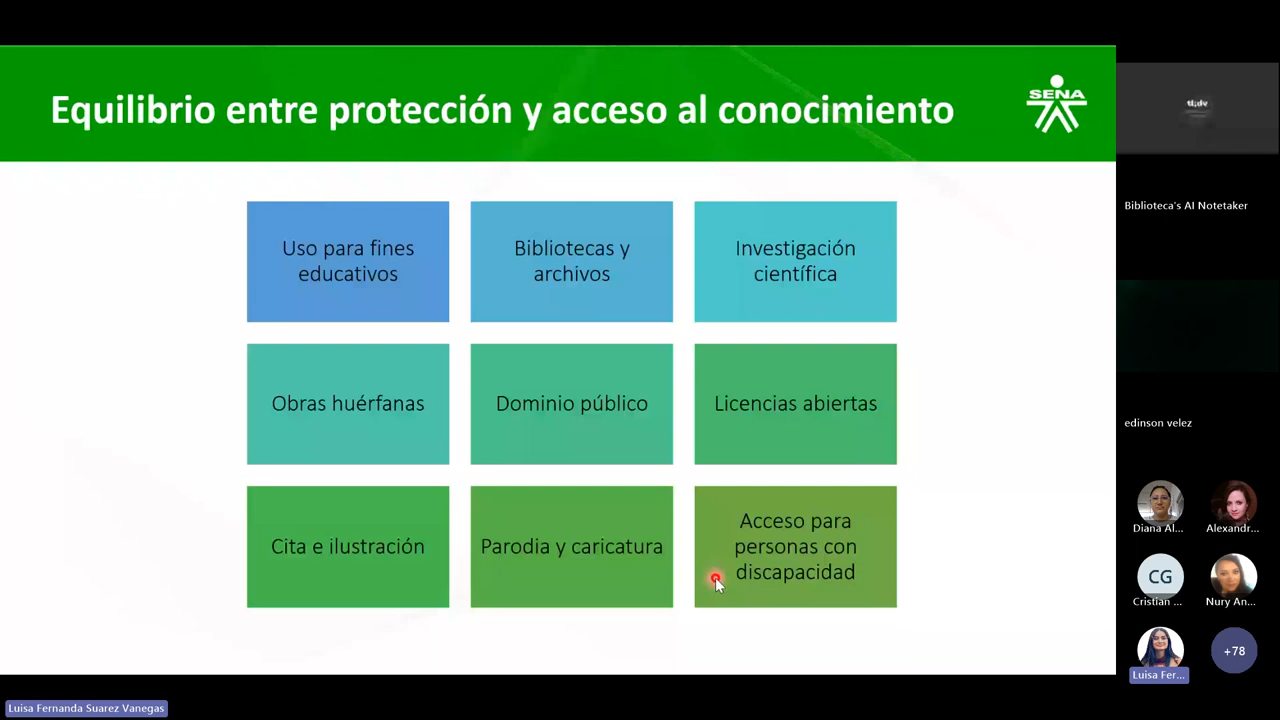 Equilibrio entre protección y acceso al conocimiento
SENA
Uso para fines
educativos
Bibliotecas y
archivos
Investigación
científica
Obras huérfanas
Dominio público
Licencias abiertas
Cita e ilustración
Parodia y caricatura
Acceso para
personas con
discapacidad
tl;dv
Biblioteca's AI Notetaker
edinson velez
Diana Al...
Alexandr...
CG
Cristian ...
Nury An...
Luisa Fer...
+78
Luisa Fernanda Suarez Vanegas